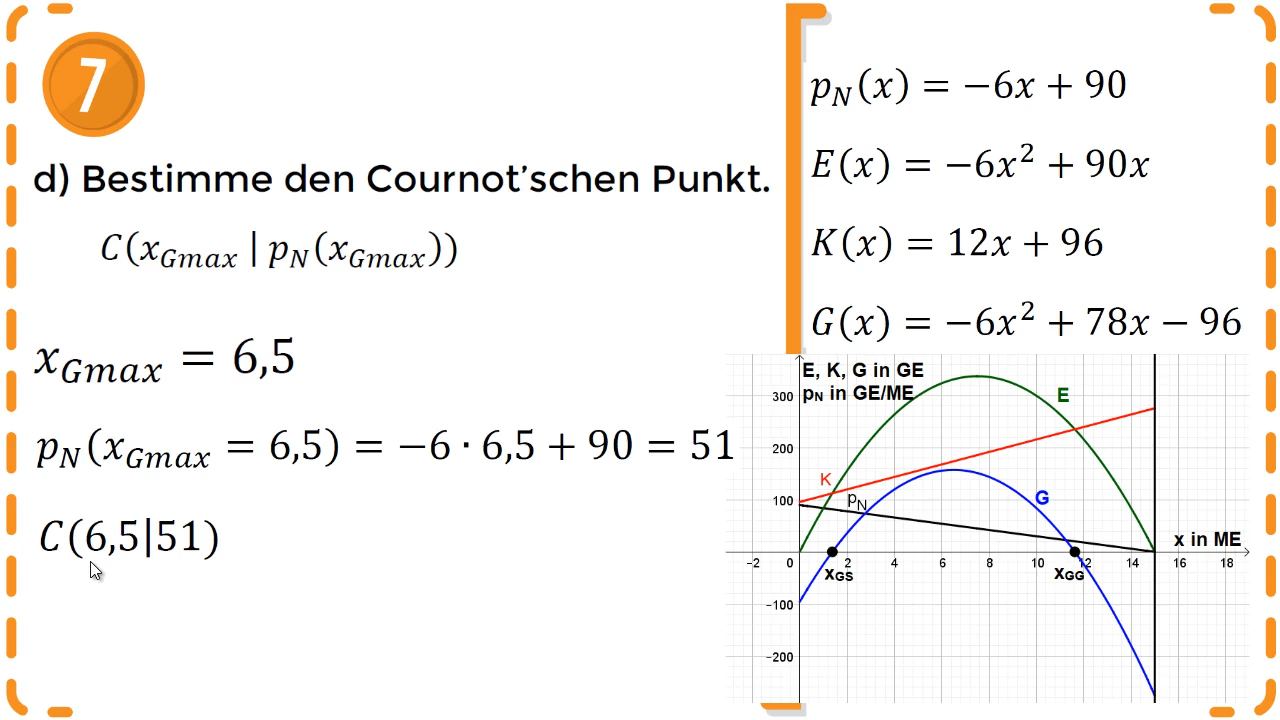 7
d) Bestimme den Cournot'schen Punkt.
C(x_Gmax | p_N(x_Gmax))
x_Gmax = 6,5
p_N(x_Gmax = 6,5) = −6 · 6,5 + 90 = 51
C(6,5|51)
p_N(x) = −6x + 90
E(x) = −6x² + 90x
K(x) = 12x + 96
G(x) = −6x² + 78x − 96
E, K, G in GE
p_N in GE/ME
300
200
100
−100
−200
E
K
p_N
G
x in ME
−2 0 2 4 6 8 10 12 14 16 18
x_GS
x_GG